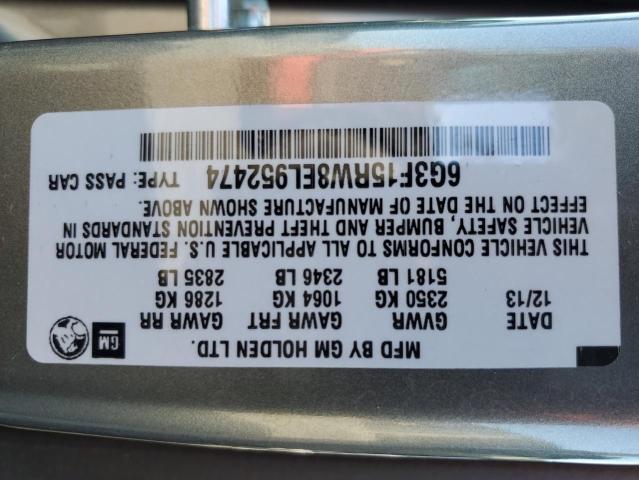 MFD BY GM HOLDEN LTD.
GM
DATE GVWR GAWR FRT GAWR RR
12/13 2350 KG 1064 KG 1286 KG
5181 LB 2346 LB 2835 LB
THIS VEHICLE CONFORMS TO ALL APPLICABLE U.S. FEDERAL MOTOR
VEHICLE SAFETY, BUMPER AND THEFT PREVENTION STANDARDS IN
EFFECT ON THE DATE OF MANUFACTURE SHOWN ABOVE.
6G3F15RW8EL952474 TYPE: PASS CAR